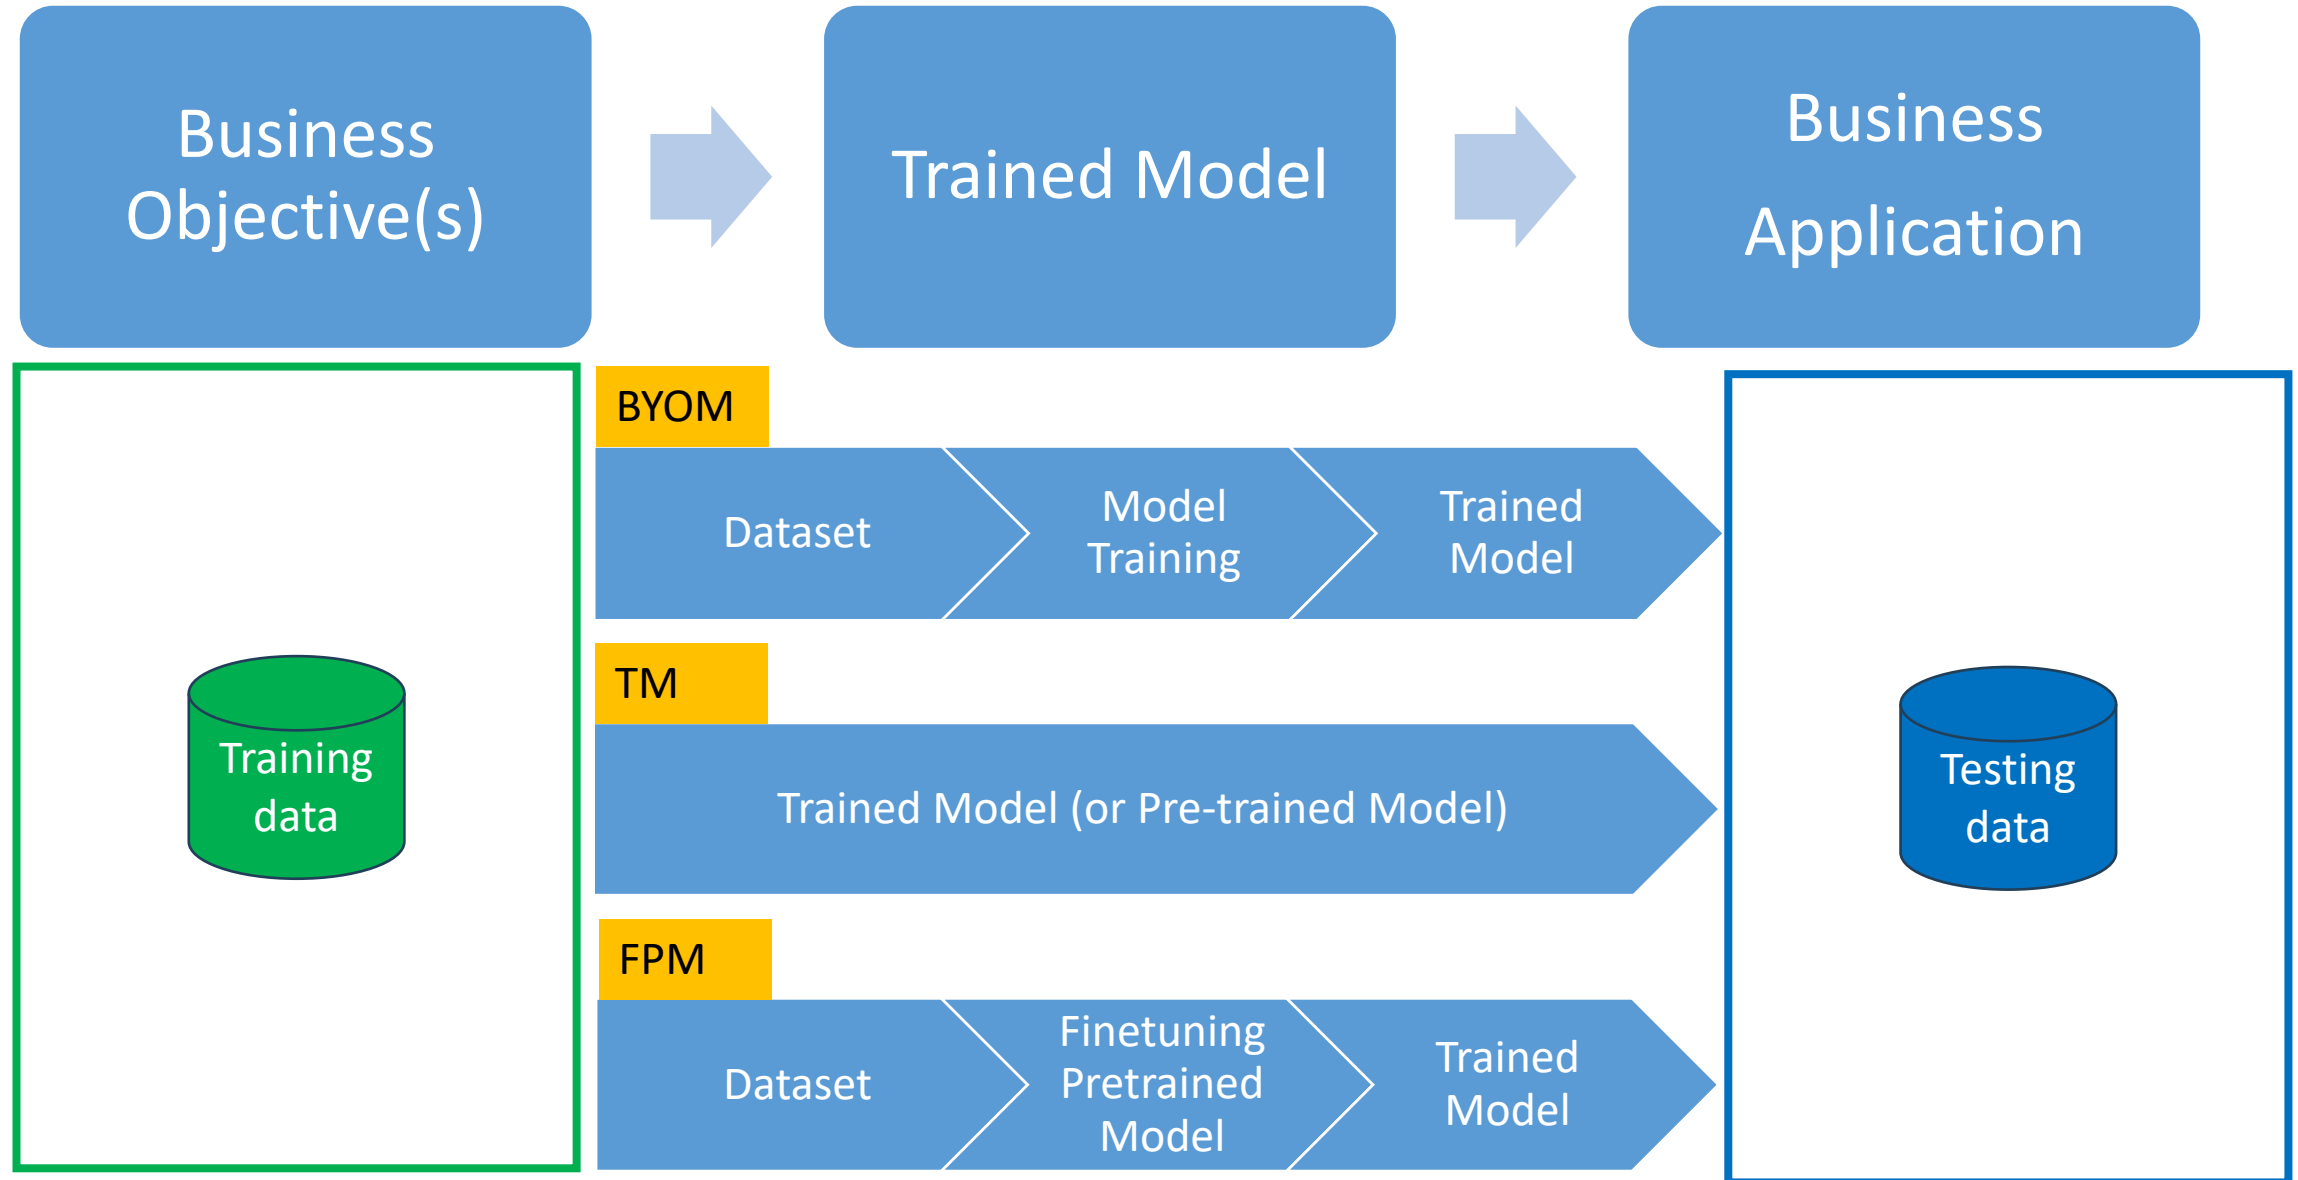 Business
Objective(s)
Trained Model
Business
Application
BYOM
Dataset
Model
Training
Trained
Model
TM
Trained Model (or Pre-trained Model)
FPM
Dataset
Finetuning
Pretrained
Model
Trained
Model
Training
data
Testing
data